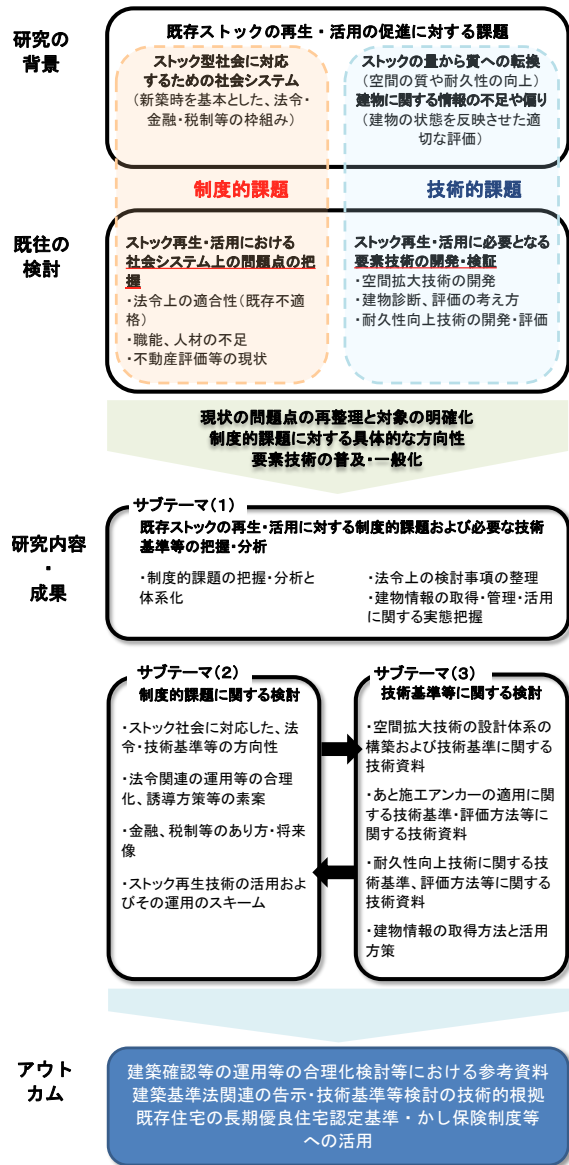 研究の
背景
既存ストックの再生・活用の促進に対する課題
ストック型社会に対応
するための社会システム
(新築時を基本とした、法令・
金融・税制等の枠組み)
ストックの量から質への転換
(空間の質や耐久性の向上)
建物に関する情報の不足や偏り
(建物の状態を反映させた適
切な評価)
制度的課題
技術的課題
既往の
検討
ストック再生・活用における
社会システム上の問題点の把
握
・法令上の適合性(既存不適
格)
・職能、人材の不足
・不動産評価等の現状
ストック再生・活用に必要となる
要素技術の開発・検証
・空間拡大技術の開発
・建物診断、評価の考え方
・耐久性向上技術の開発・評価
現状の問題点の再整理と対象の明確化
制度的課題に対する具体的な方向性
要素技術の普及・一般化
研究内容
・
成果
サブテーマ(1)
既存ストックの再生・活用に対する制度的課題および必要な技術
基準等の把握・分析
・制度的課題の把握・分析と
体系化
・法令上の検討事項の整理
・建物情報の取得・管理・活用
に関する実態把握
サブテーマ(2)
制度的課題に関する検討
・ストック社会に対応した、法
令・技術基準等の方向性
・法令関連の運用等の合理
化、誘導方策等の素案
・金融、税制等のあり方・将来
像
・ストック再生技術の活用およ
びその運用のスキーム
サブテーマ(3)
技術基準等に関する検討
・空間拡大技術の設計体系の
構築および技術基準に関する
技術資料
・あと施工アンカーの適用に関
する技術基準・評価方法等に
関する技術資料
・耐久性向上技術に関する技
術基準、評価方法等に関する
技術資料
・建物情報の取得方法と活用
方策
アウト
カム
建築確認等の運用等の合理化検討等における参考資料
建築基準法関連の告示・技術基準等検討の技術的根拠
既存住宅の長期優良住宅認定基準・かし保険制度等
への活用